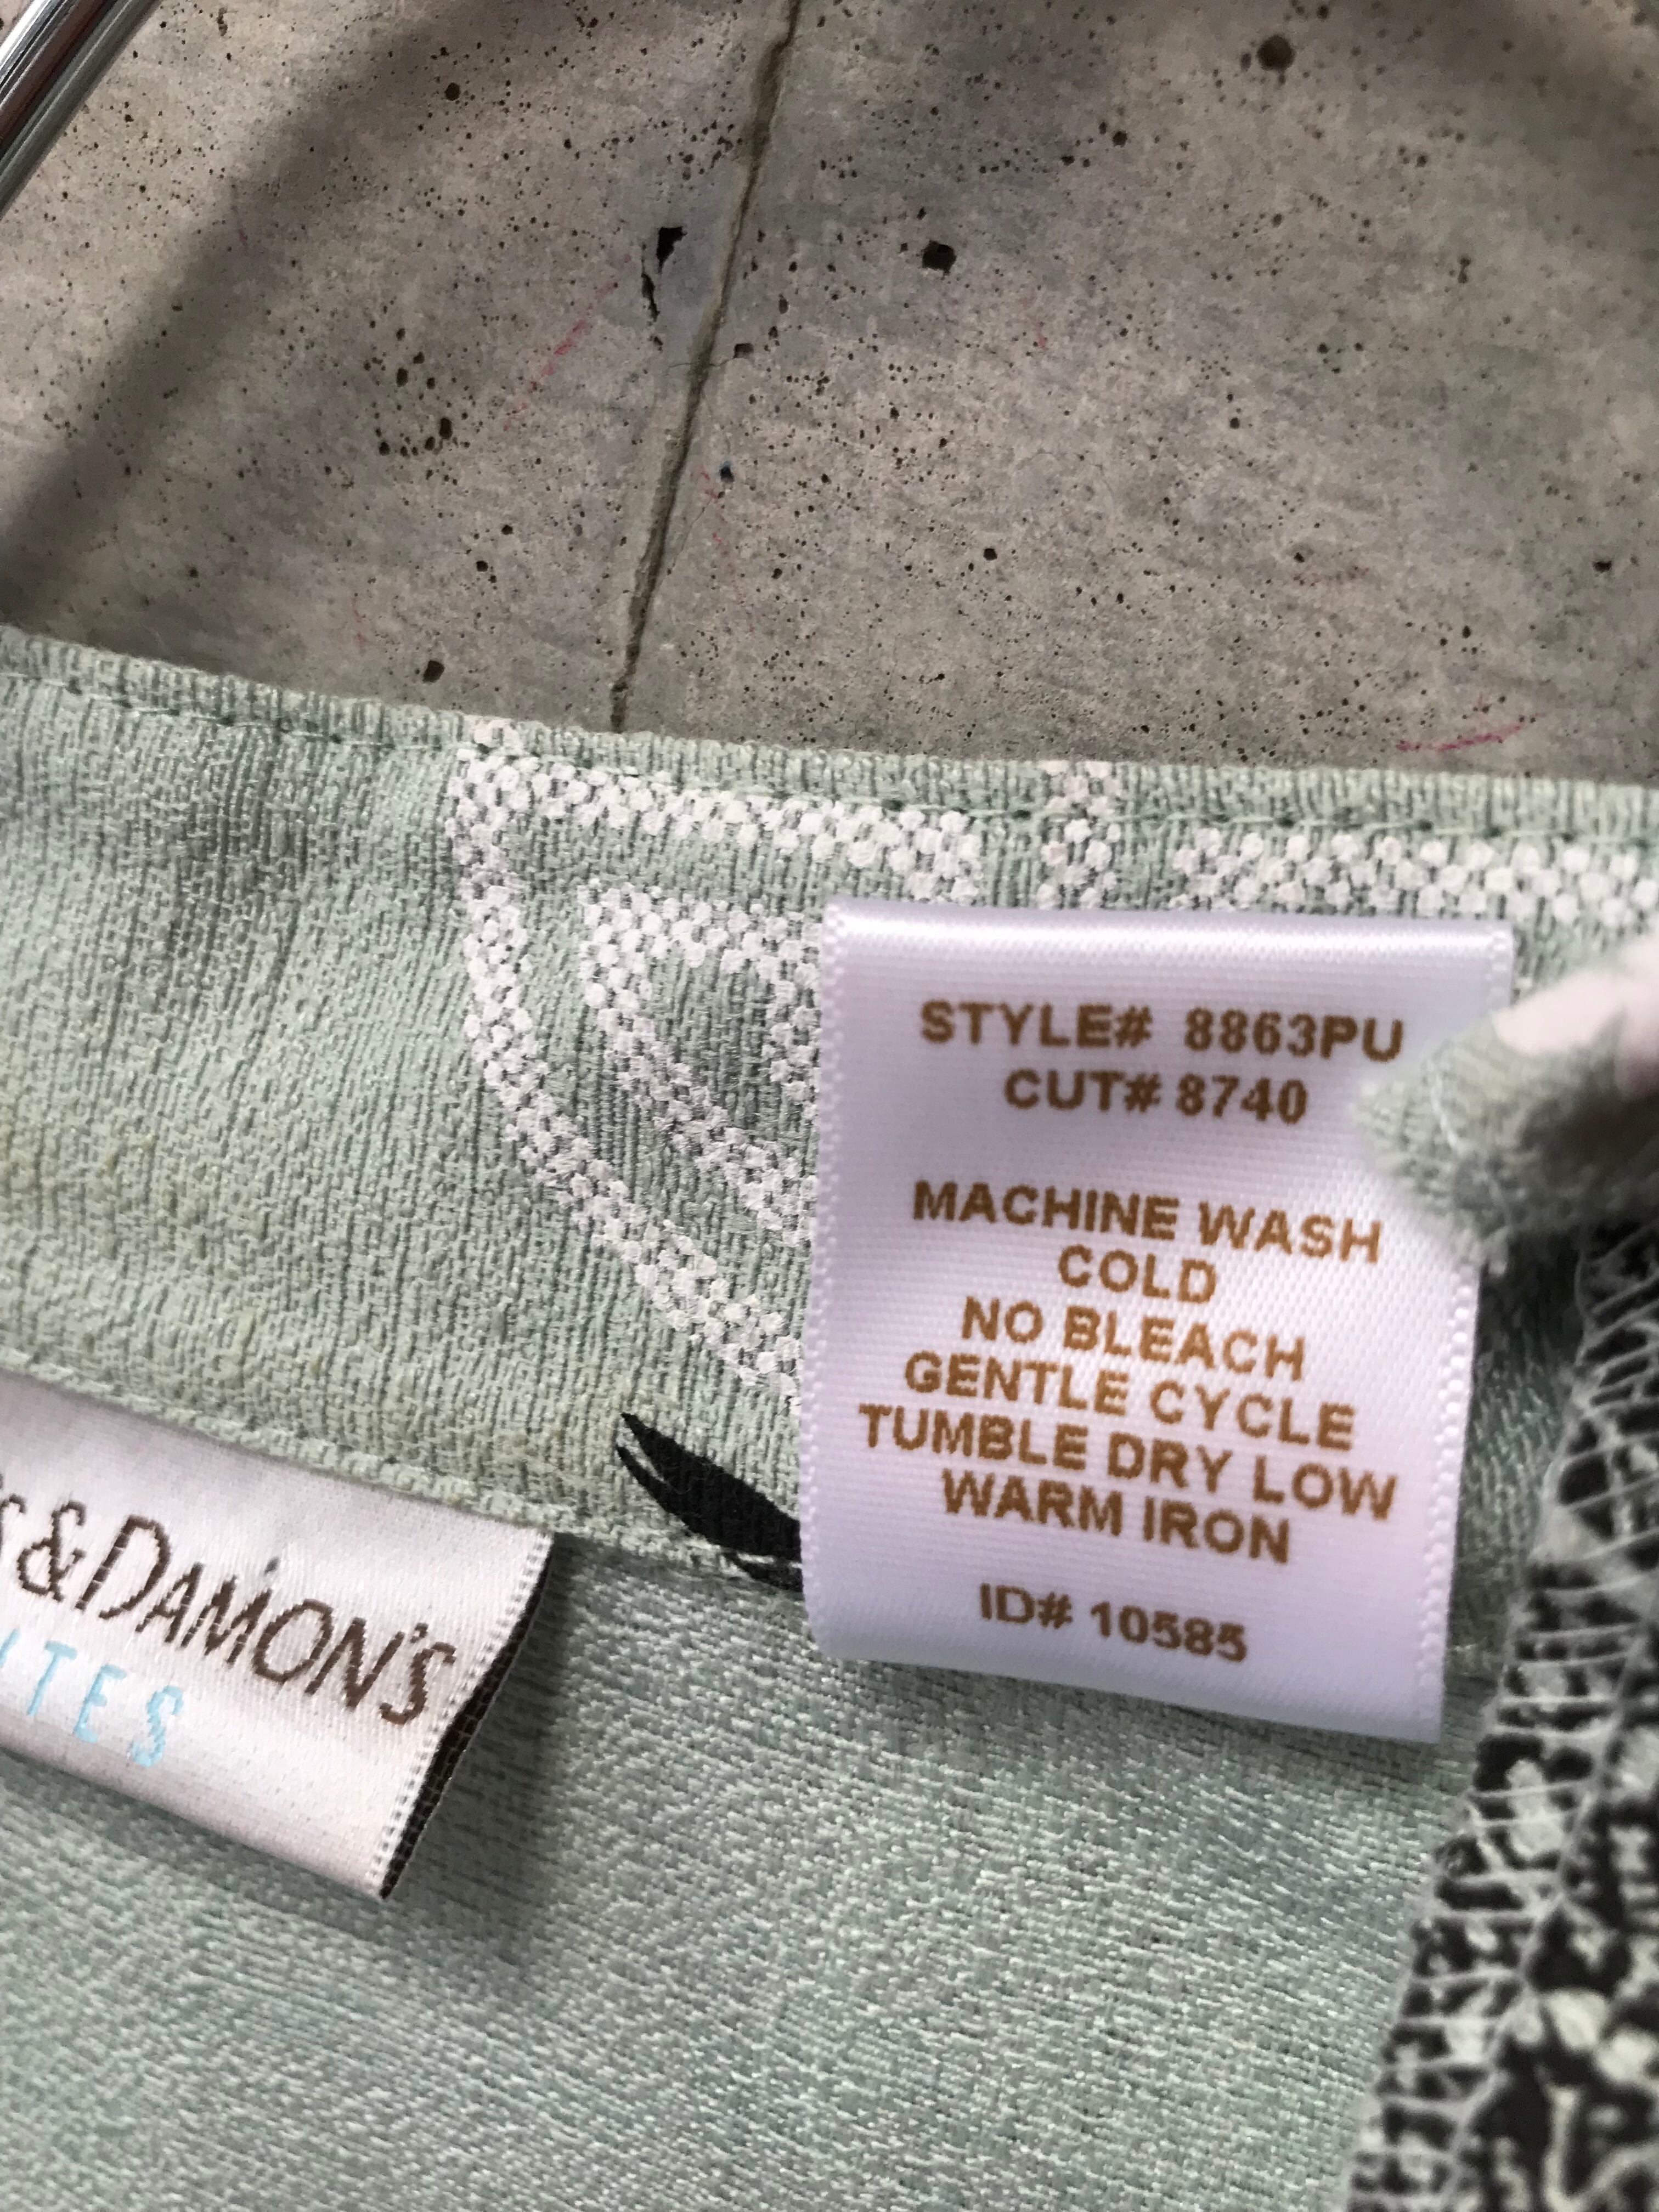 STYLE# 8863PU
CUT# 8740
MACHINE WASH
COLD
NO BLEACH
GENTLE CYCLE
TUMBLE DRY LOW
WARM IRON
ID# 10585
&DAMON'S